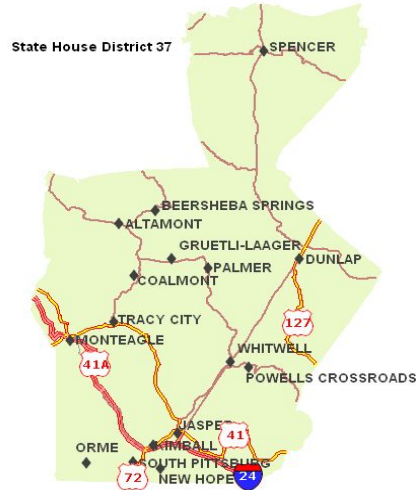 State House District 37
SPENCER
BEERSHEBA SPRINGS
ALTAMONT
GRUETLI-LAAGER
DUNLAP
PALMER
COALMONT
TRACY CITY
127
MONTEAGLE
WHITWELL
41A
POWELLS CROSSROADS
JASPER
41
ORME
KIMBALL
SOUTH PITTSBURG
72
NEW HOPE
24